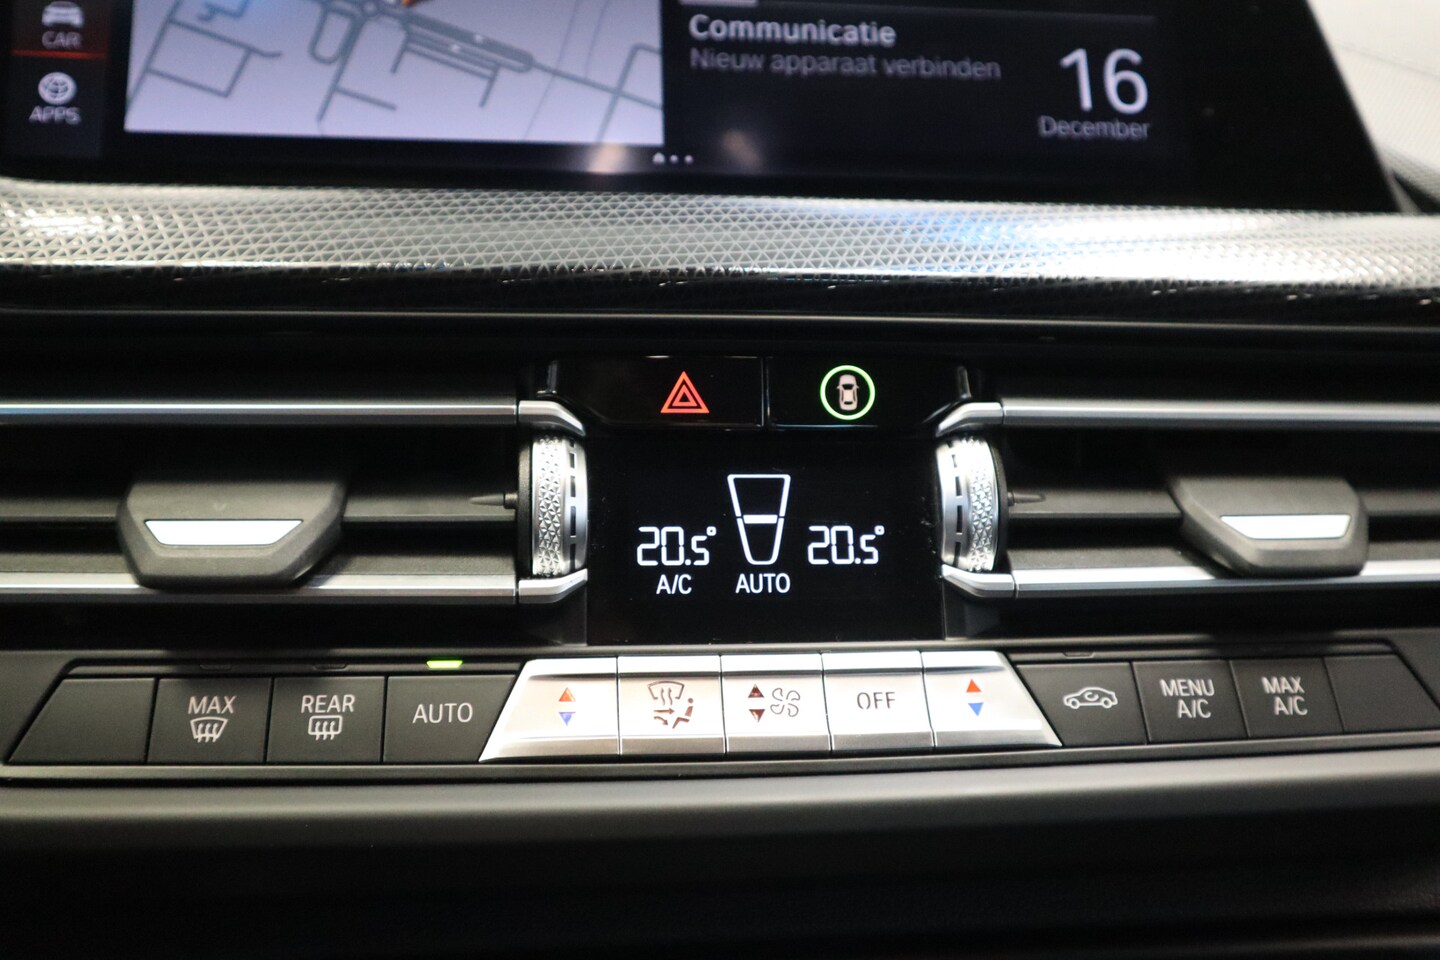 CAR
APPS
Communicatie
Nieuw apparaat verbinden
16
December
20.5°
20.5°
A/C
AUTO
MAX
REAR
AUTO
OFF
MENU
A/C
MAX
A/C